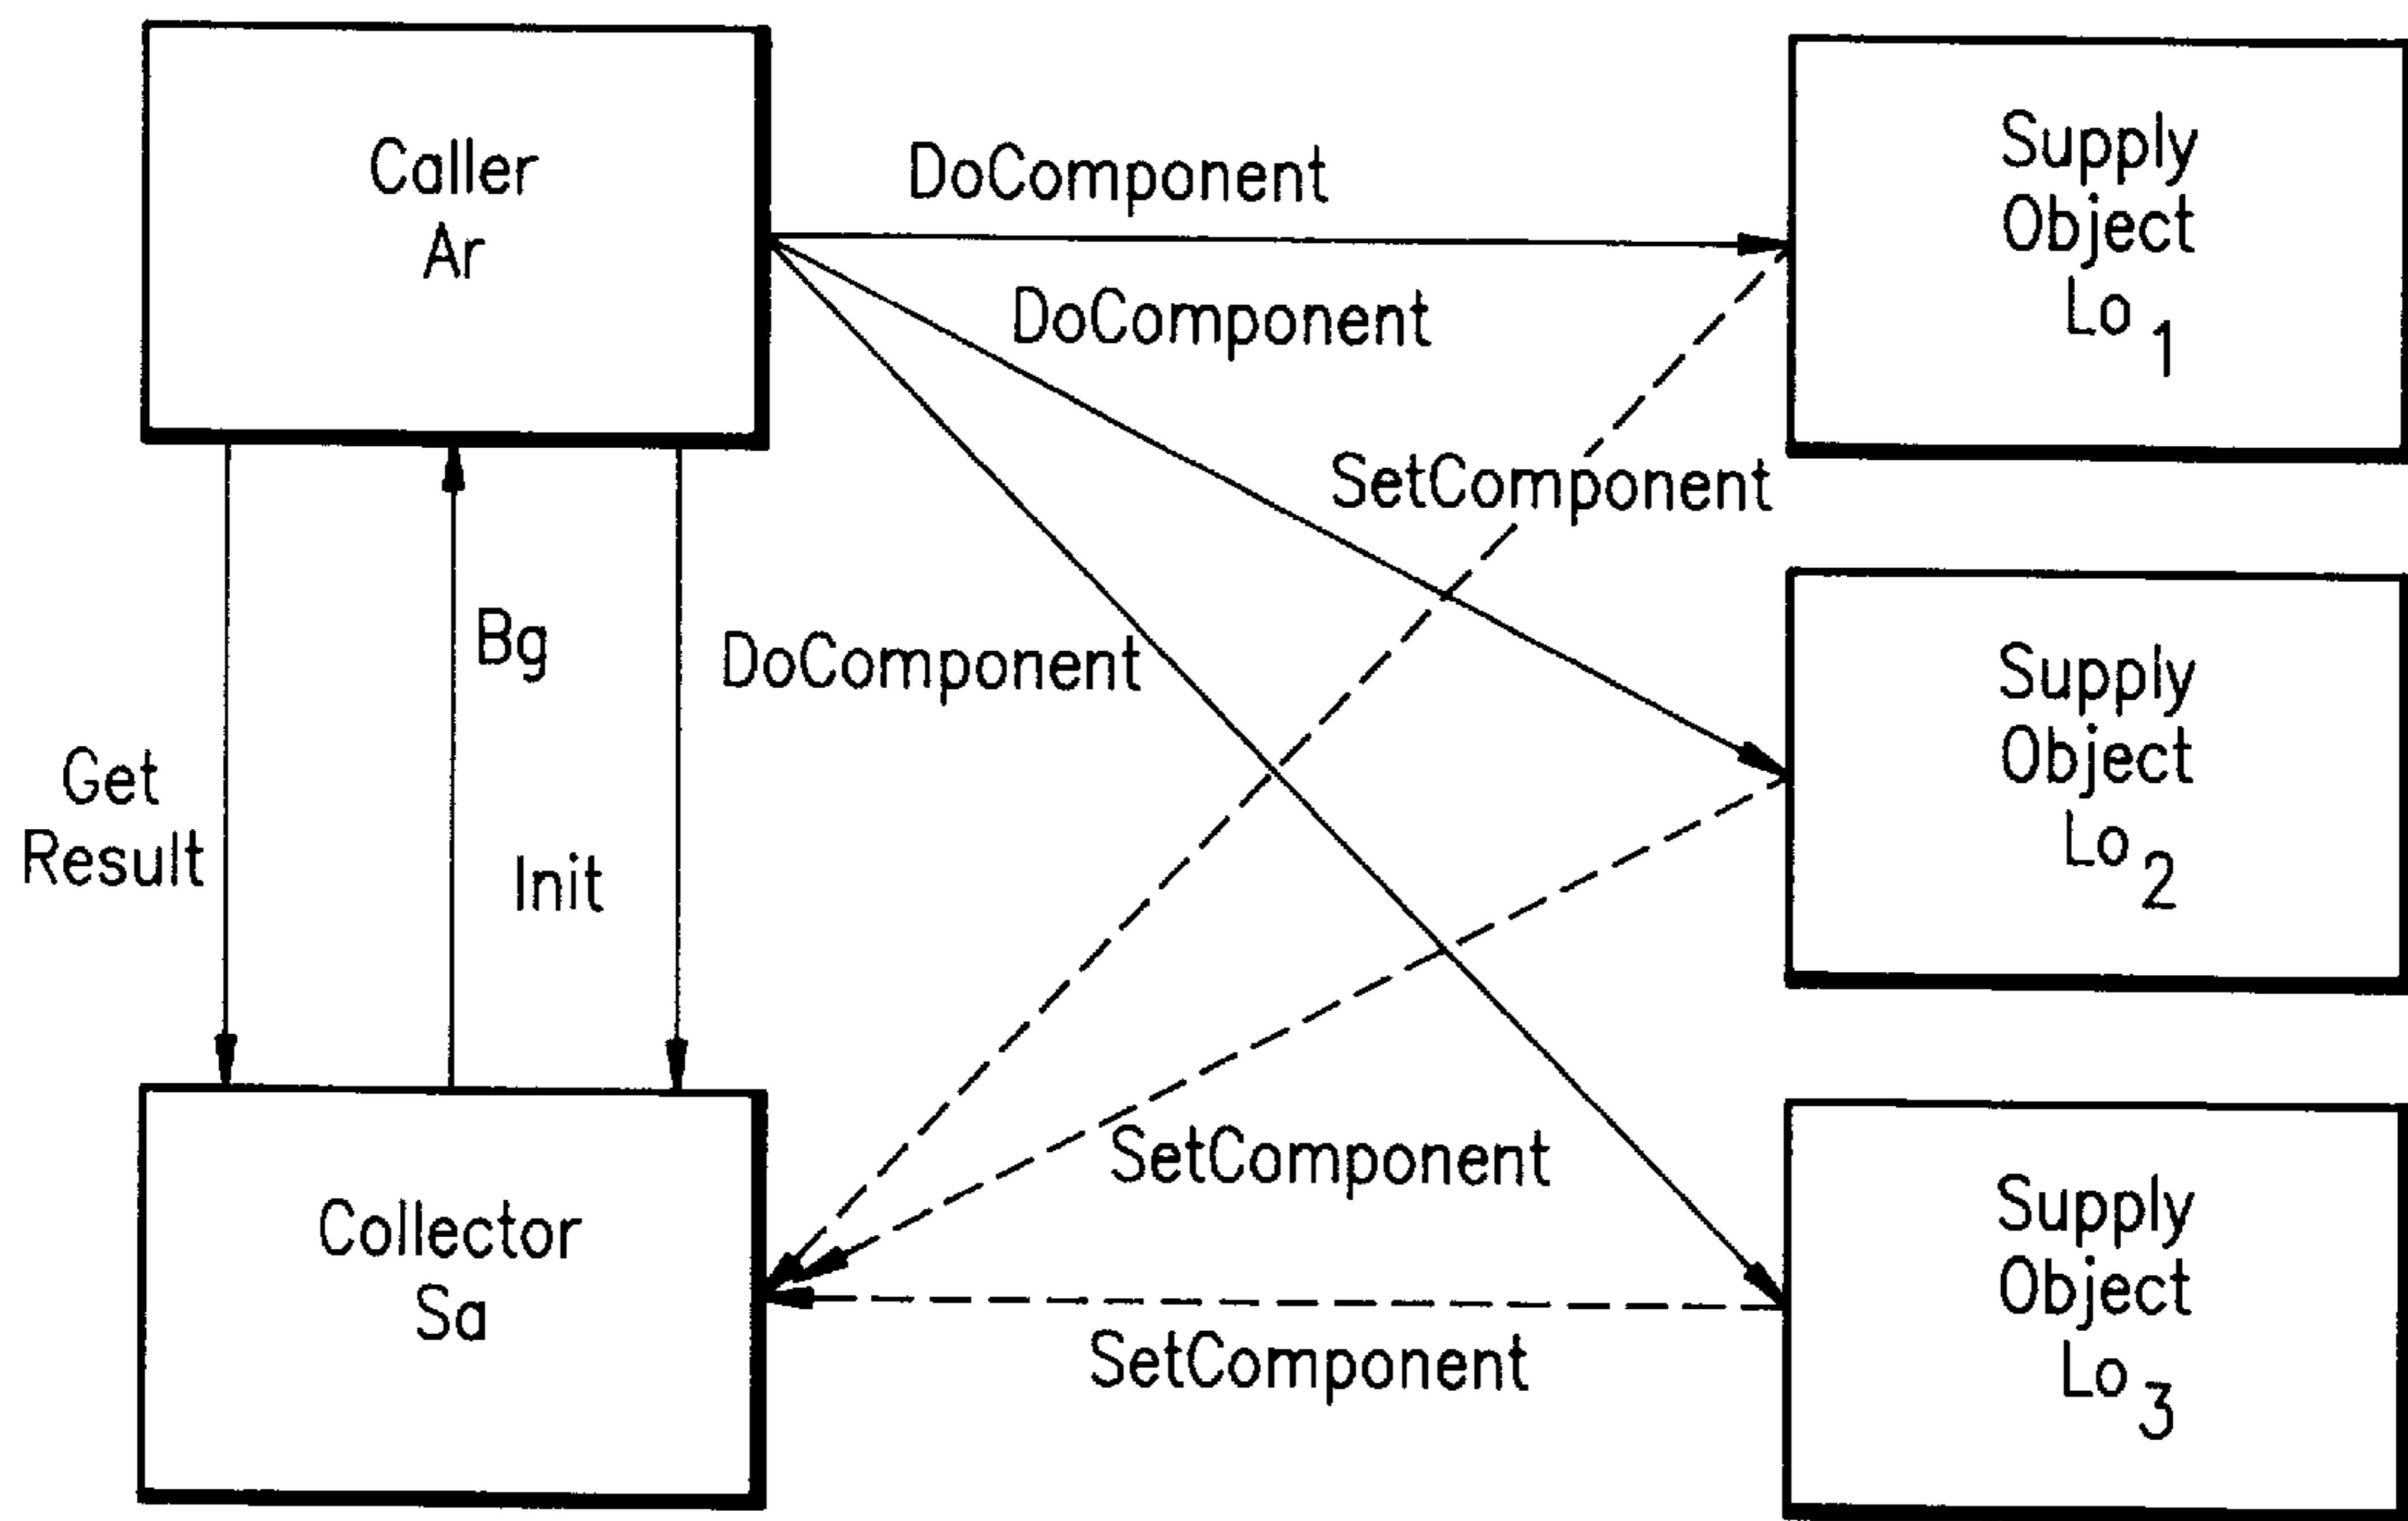 Caller
Ar
DoComponent
Supply
Object
Lo 1
DoComponent
SetComponent
Bg
DoComponent
Supply
Object
Lo 2
Get
Result
Init
SetComponent
Collector
Sa
Supply
Object
Lo 3
SetComponent